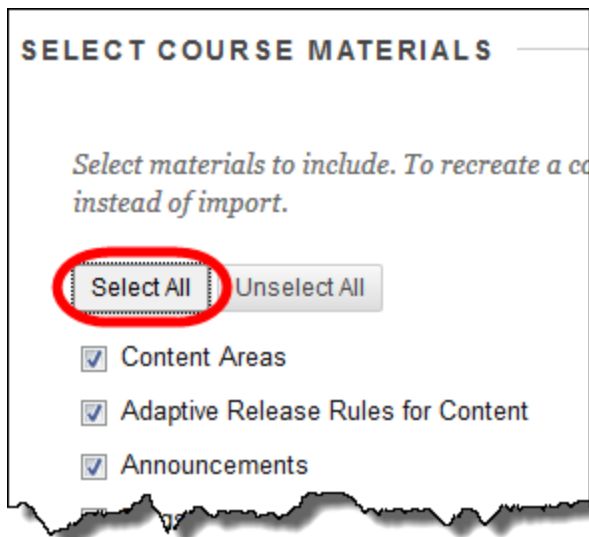 SELECT COURSE MATERIALS
Select materials to include. To recreate a
instead of import.
Select All Unselect All
Content Areas
Adaptive Release Rules for Content
Announcements